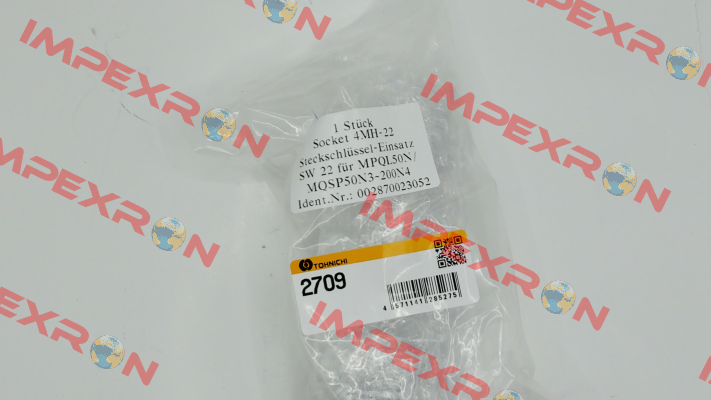 IMPEXRON
IMPEXRON
IMPEXRON
IMPEXRON
1 Stück
Socket 4MH-22
Steckschlüssel-Einsatz
SW 22 für MPQL50N/
MQSP50N3-200N4
Ident.Nr.: 002870023052
TOHNICHI
2709
IMPEXRON
IMPEXRON